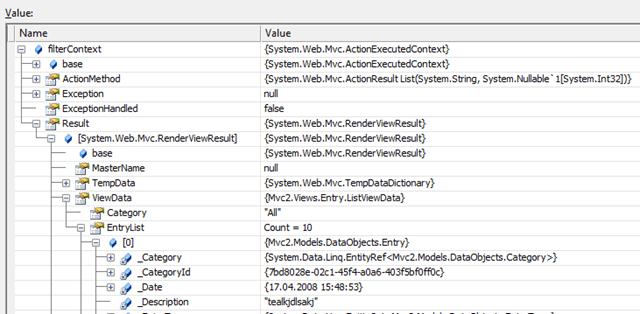 Value:
Name Value
filterContext {System.Web.Mvc.ActionExecutedContext}
base {System.Web.Mvc.ActionExecutedContext}
ActionMethod {System.Web.Mvc.ActionResult List(System.String, System.Nullable`1[System.Int32])}
Exception null
ExceptionHandled false
Result {System.Web.Mvc.RenderViewResult}
[System.Web.Mvc.RenderViewResult] {System.Web.Mvc.RenderViewResult}
base {System.Web.Mvc.RenderViewResult}
MasterName null
TempData {System.Web.Mvc.TempDataDictionary}
ViewData {Mvc2.Views.Entry.ListViewData}
Category "All"
EntryList Count = 10
[0] {Mvc2.Models.DataObjects.Entry}
_Category {System.Data.Linq.EntityRef<Mvc2.Models.DataObjects.Category>}
_CategoryId {7bd8028e-02c1-45f4-a0a6-403f5bf0ff0c}
_Date {17.04.2008 15:48:53}
_Description "tealkjdlsakj"